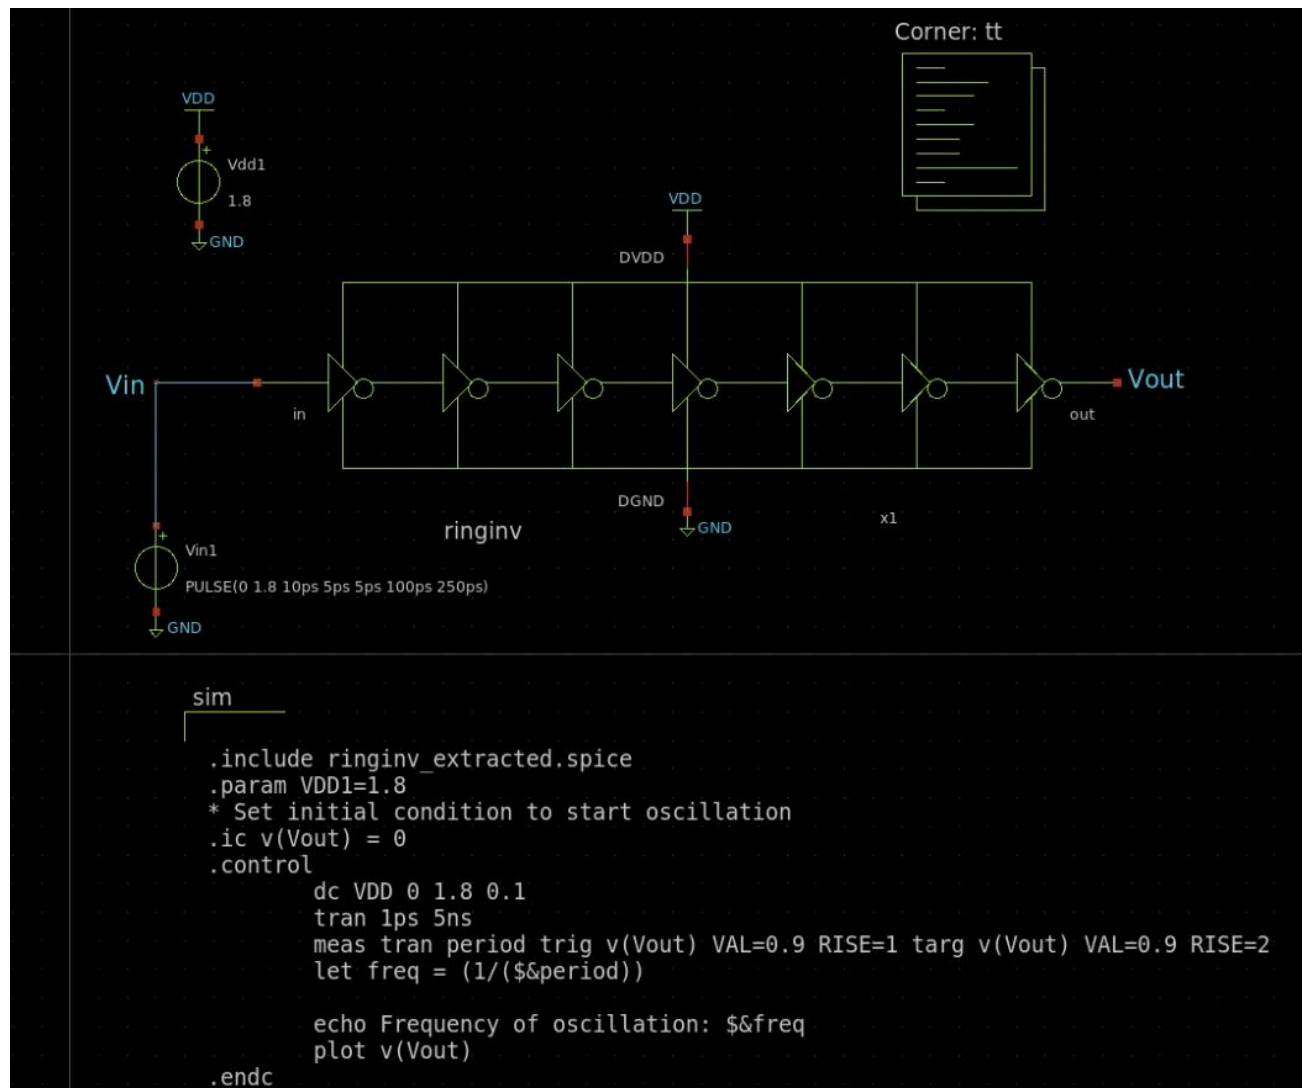 Corner: tt
VDD
+
Vdd1
1.8
GND
VDD
DVDD
Vin
Vout
in
out
DGND
GND
x1
ringinv
+
Vin1
PULSE(0 1.8 10ps 5ps 5ps 100ps 250ps)
GND
sim
.include ringinv_extracted.spice
.param VDD1=1.8
* Set initial condition to start oscillation
.ic v(Vout) = 0
.control
dc VDD 0 1.8 0.1
tran 1ps 5ns
meas tran period trig v(Vout) VAL=0.9 RISE=1 targ v(Vout) VAL=0.9 RISE=2
let freq = (1/($&period))
echo Frequency of oscillation: $&freq
plot v(Vout)
.endc